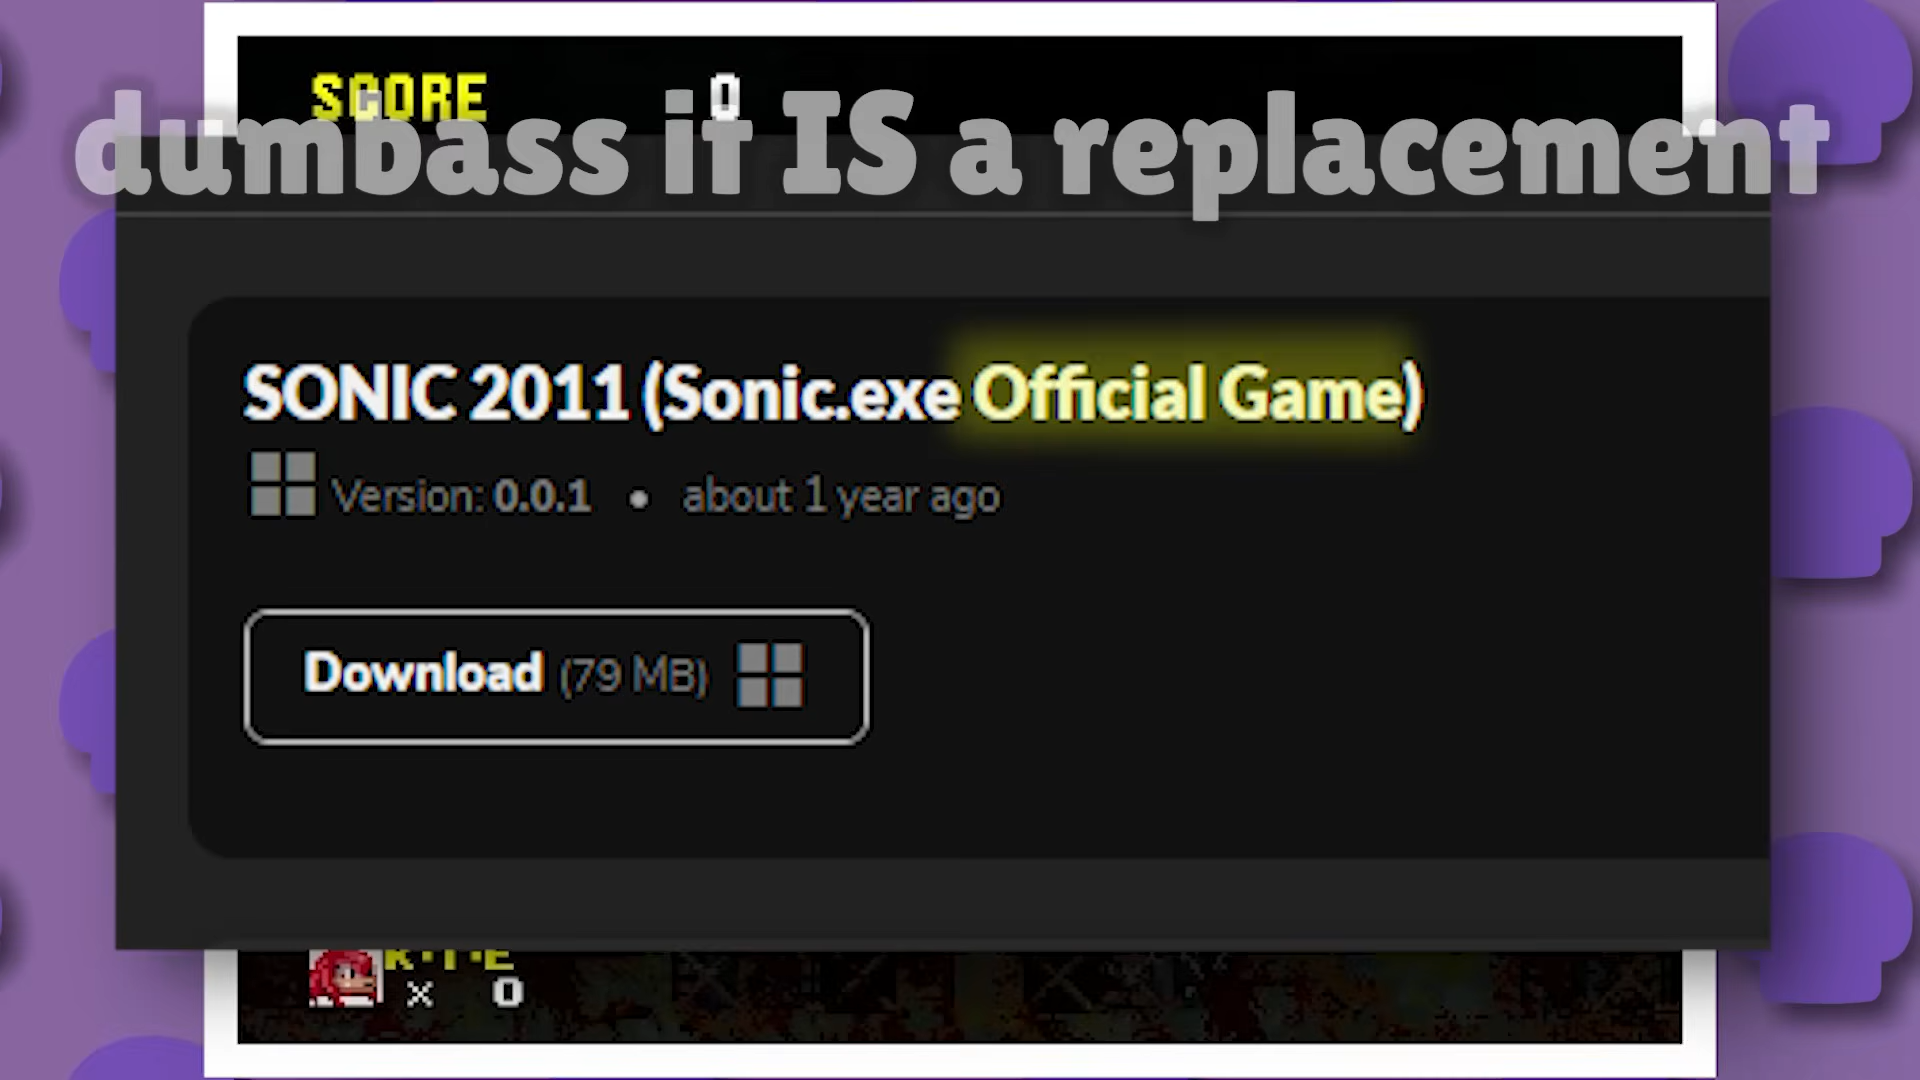 SCORE 0
dumbass it IS a replacement
SONIC 2011 (Sonic.exe Official Game)
Version: 0.0.1 • about 1 year ago
Download (79 MB)
K·T·E
× 0